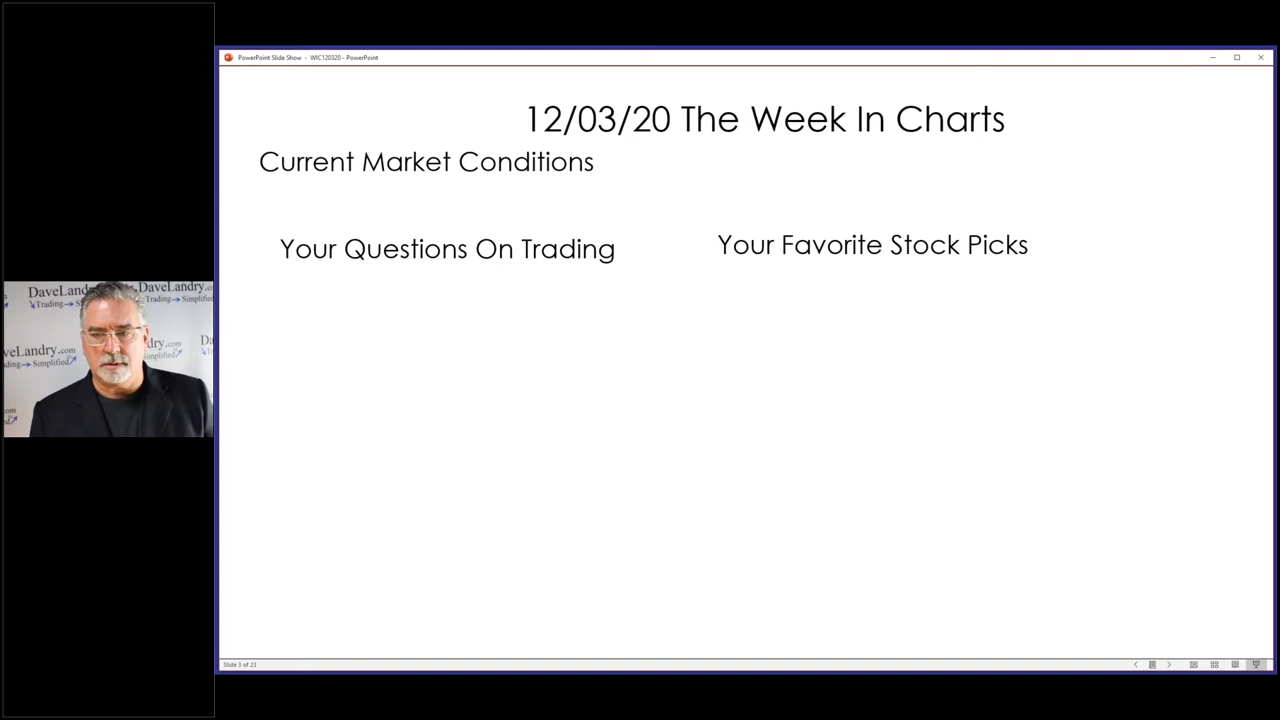 PowerPoint Slide Show - WIC120320 - PowerPoint
12/03/20 The Week In Charts
Current Market Conditions
Your Questions On Trading
Your Favorite Stock Picks
DaveLandry.com
Trading
Simplified
Slide 3 of 23